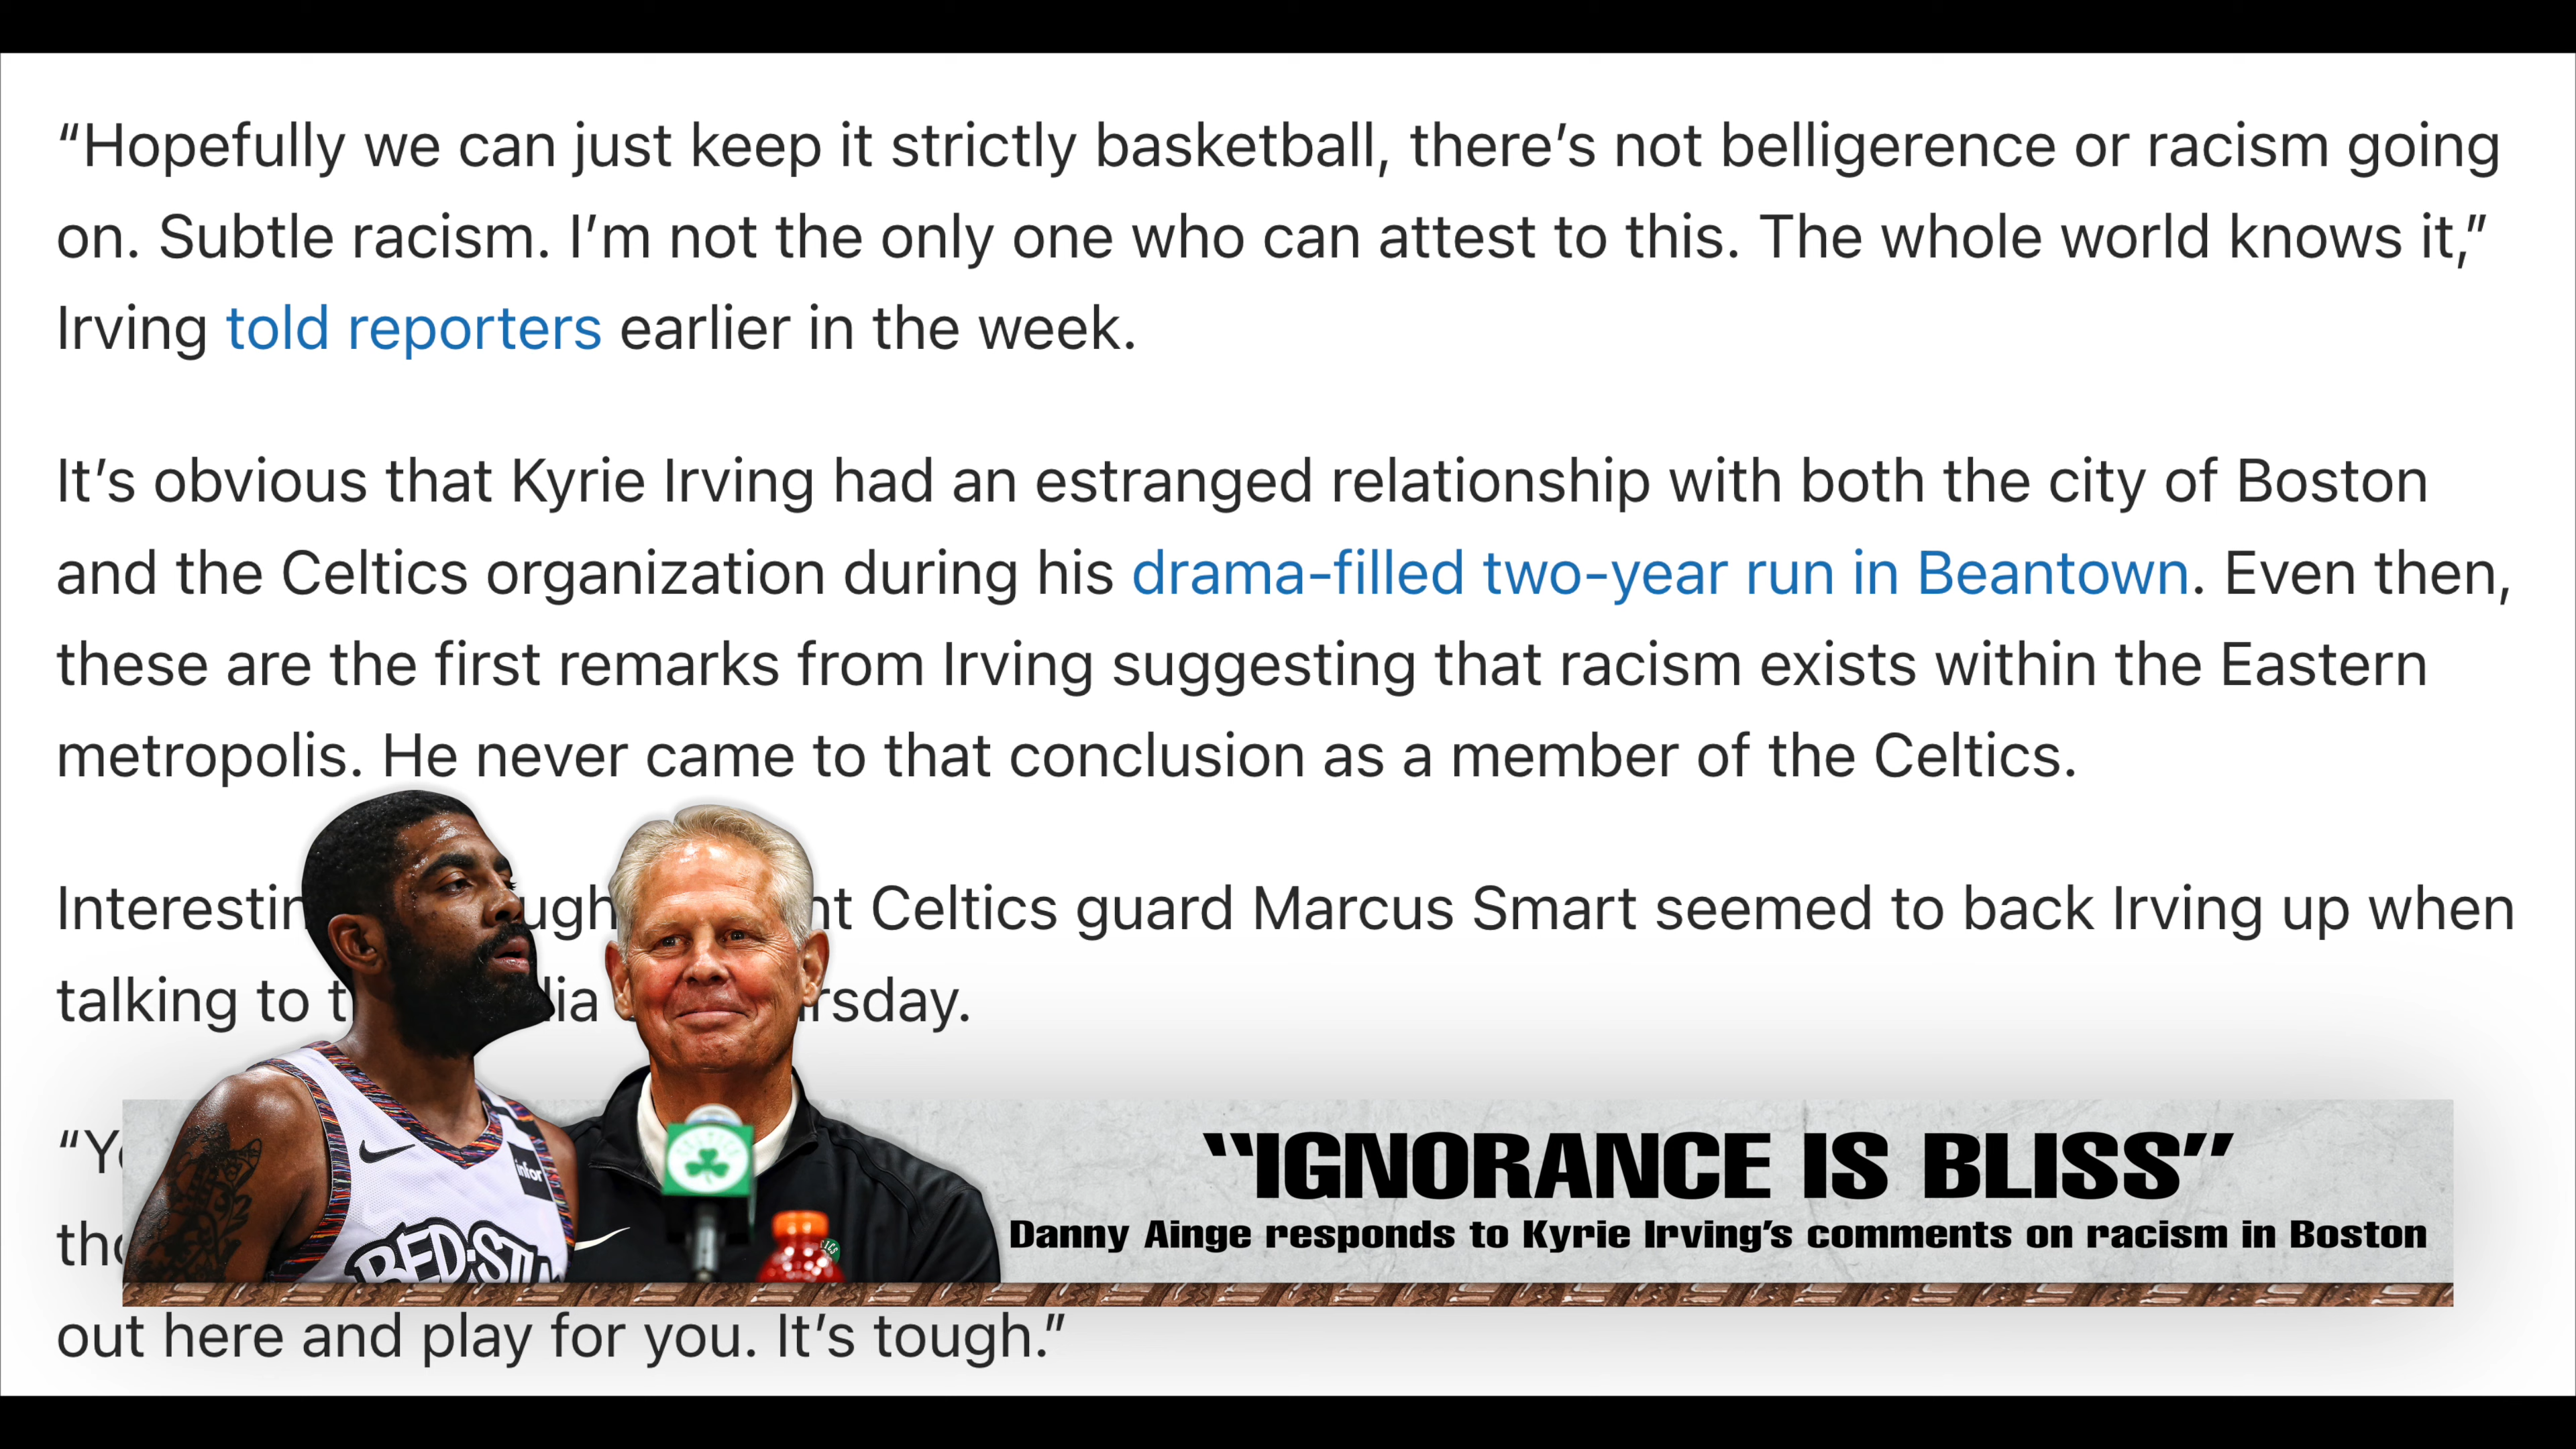 “Hopefully we can just keep it strictly basketball, there’s not belligerence or racism going
on. Subtle racism. I’m not the only one who can attest to this. The whole world knows it,”
Irving told reporters earlier in the week.
It’s obvious that Kyrie Irving had an estranged relationship with both the city of Boston
and the Celtics organization during his drama-filled two-year run in Beantown. Even then,
these are the first remarks from Irving suggesting that racism exists within the Eastern
metropolis. He never came to that conclusion as a member of the Celtics.
Celtics guard Marcus Smart seemed to back Irving up when
talking to
infor
BED-STUY
“IGNORANCE IS BLISS”
Danny Ainge responds to Kyrie Irving’s comments on racism in Boston
out here and play for you. It’s tough.”